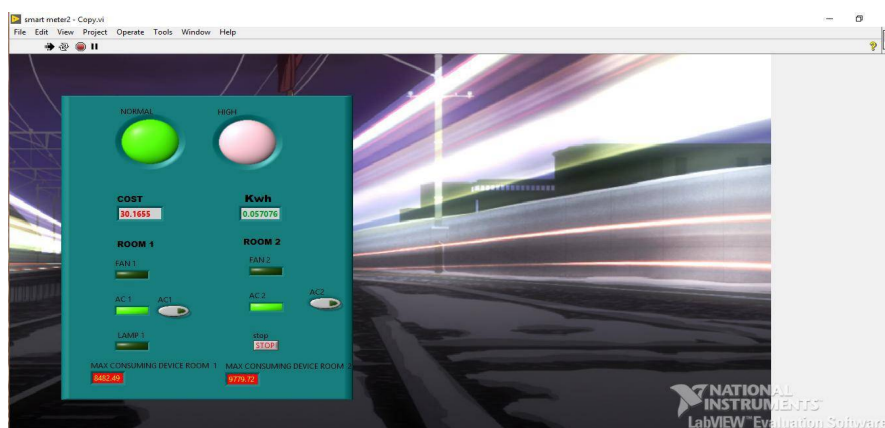 smart meter2 - Copy.vi
File Edit View Project Operate Tools Window Help
NORMAL HIGH
COST Kwh
30.1655 0.057076
ROOM 1 ROOM 2
FAN 1 FAN 2
AC 1 AC1 AC 2 AC2
LAMP 1 stop
STOP
MAX CONSUMING DEVICE ROOM 1 MAX CONSUMING DEVICE ROOM 2
8482.49 9779.72
NATIONAL
INSTRUMENTS
LabVIEW™ Evaluation Software